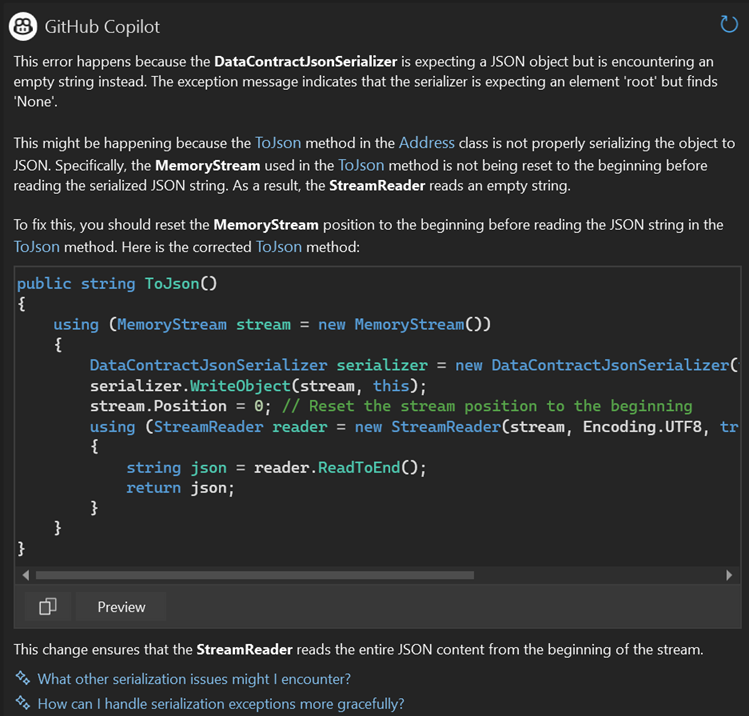 GitHub Copilot
This error happens because the DataContractJsonSerializer is expecting a JSON object but is encountering an
empty string instead. The exception message indicates that the serializer is expecting an element 'root' but finds
'None'.
This might be happening because the ToJson method in the Address class is not properly serializing the object to
JSON. Specifically, the MemoryStream used in the ToJson method is not being reset to the beginning before
reading the serialized JSON string. As a result, the StreamReader reads an empty string.
To fix this, you should reset the MemoryStream position to the beginning before reading the JSON string in the
ToJson method. Here is the corrected ToJson method:
public string ToJson()
{
    using (MemoryStream stream = new MemoryStream())
    {
        DataContractJsonSerializer serializer = new DataContractJsonSerializer(
        serializer.WriteObject(stream, this);
        stream.Position = 0; // Reset the stream position to the beginning
        using (StreamReader reader = new StreamReader(stream, Encoding.UTF8, tr
        {
            string json = reader.ReadToEnd();
            return json;
        }
    }
}
Preview
This change ensures that the StreamReader reads the entire JSON content from the beginning of the stream.
What other serialization issues might I encounter?
How can I handle serialization exceptions more gracefully?